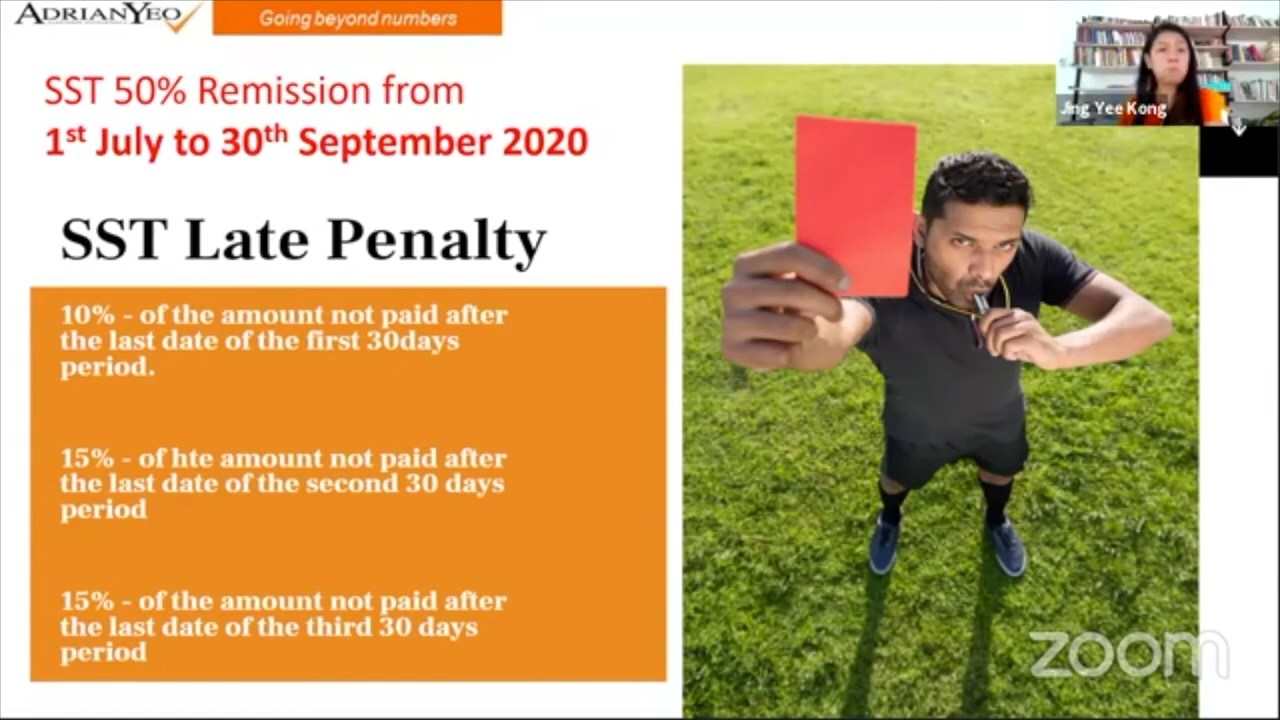 ADRIANYEO
Going beyond numbers
Jing Yee Kong
SST 50% Remission from
1st July to 30th September 2020
SST Late Penalty
10% - of the amount not paid after
the last date of the first 30days
period.
15% - of hte amount not paid after
the last date of the second 30 days
period
15% - of the amount not paid after
the last date of the third 30 days
period
zoom